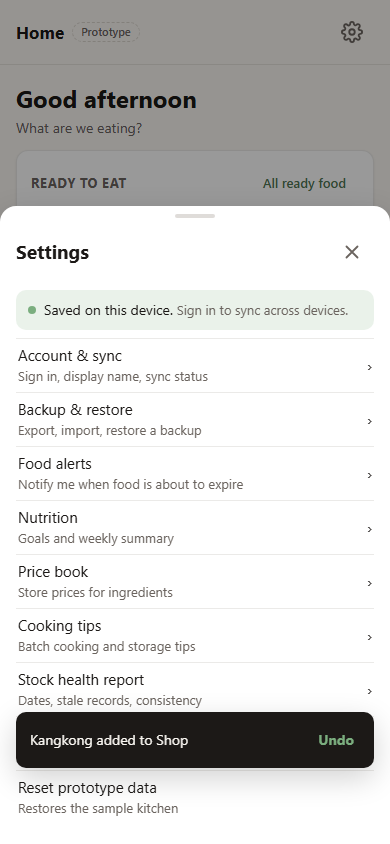 Home Prototype
Good afternoon
What are we eating?
READY TO EAT All ready food
Settings
Saved on this device. Sign in to sync across devices.
Account & sync
Sign in, display name, sync status
Backup & restore
Export, import, restore a backup
Food alerts
Notify me when food is about to expire
Nutrition
Goals and weekly summary
Price book
Store prices for ingredients
Cooking tips
Batch cooking and storage tips
Stock health report
Dates, stale records, consistency
Kangkong added to Shop Undo
Reset prototype data
Restores the sample kitchen